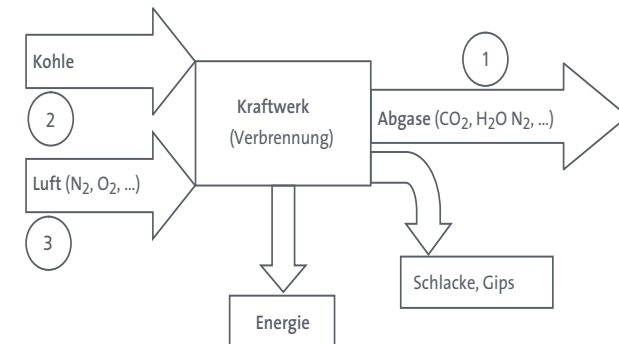 Kohle
1
2
Kraftwerk
(Verbrennung)
Abgase (CO₂, H₂O N₂, ...)
Luft (N₂, O₂, ...)
3
Schlacke, Gips
Energie